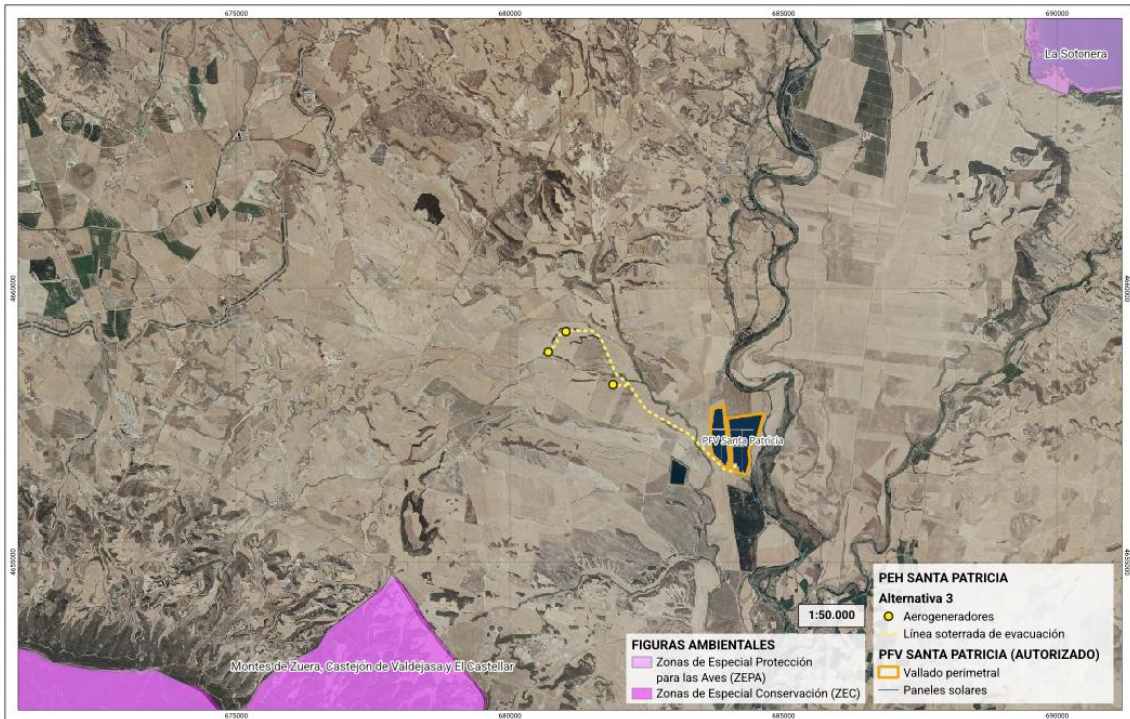 675000
680000
685000
690000
La Sotonera
4660000
4660000
PFV Santa Patricia
4655000
4655000
Montes de Zuera, Castejón de Valdejasa y El Castellar
1:50.000
FIGURAS AMBIENTALES
Zonas de Especial Protección
para las Aves (ZEPA)
Zonas de Especial Conservación (ZEC)
PEH SANTA PATRICIA
Alternativa 3
Aerogeneradores
Línea soterrada de evacuación
PFV SANTA PATRICIA (AUTORIZADO)
Vallado perimetral
Paneles solares
675000
680000
685000
690000